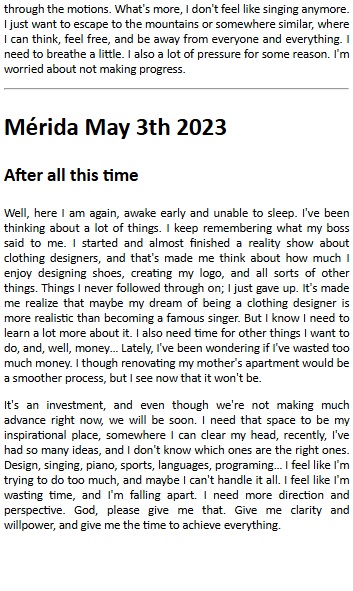 through the motions. What's more, I don't feel like singing anymore.
I just want to escape to the mountains or somewhere similar, where
I can think, feel free, and be away from everyone and everything. I
need to breathe a little. I also a lot of pressure for some reason. I'm
worried about not making progress.
Mérida May 3th 2023
After all this time
Well, here I am again, awake early and unable to sleep. I've been
thinking about a lot of things. I keep remembering what my boss
said to me. I started and almost finished a reality show about
clothing designers, and that's made me think about how much I
enjoy designing shoes, creating my logo, and all sorts of other
things. Things I never followed through on; I just gave up. It's made
me realize that maybe my dream of being a clothing designer is
more realistic than becoming a famous singer. But I know I need to
learn a lot more about it. I also need time for other things I want to
do, and, well, money... Lately, I've been wondering if I've wasted too
much money. I though renovating my mother's apartment would be
a smoother process, but I see now that it won't be.
It's an investment, and even though we're not making much
advance right now, we will be soon. I need that space to be my
inspirational place, somewhere I can clear my head, recently, I've
had so many ideas, and I don't know which ones are the right ones.
Design, singing, piano, sports, languages, programing... I feel like I'm
trying to do too much, and maybe I can't handle it all. I feel like I'm
wasting time, and I'm falling apart. I need more direction and
perspective. God, please give me that. Give me clarity and
willpower, and give me the time to achieve everything.